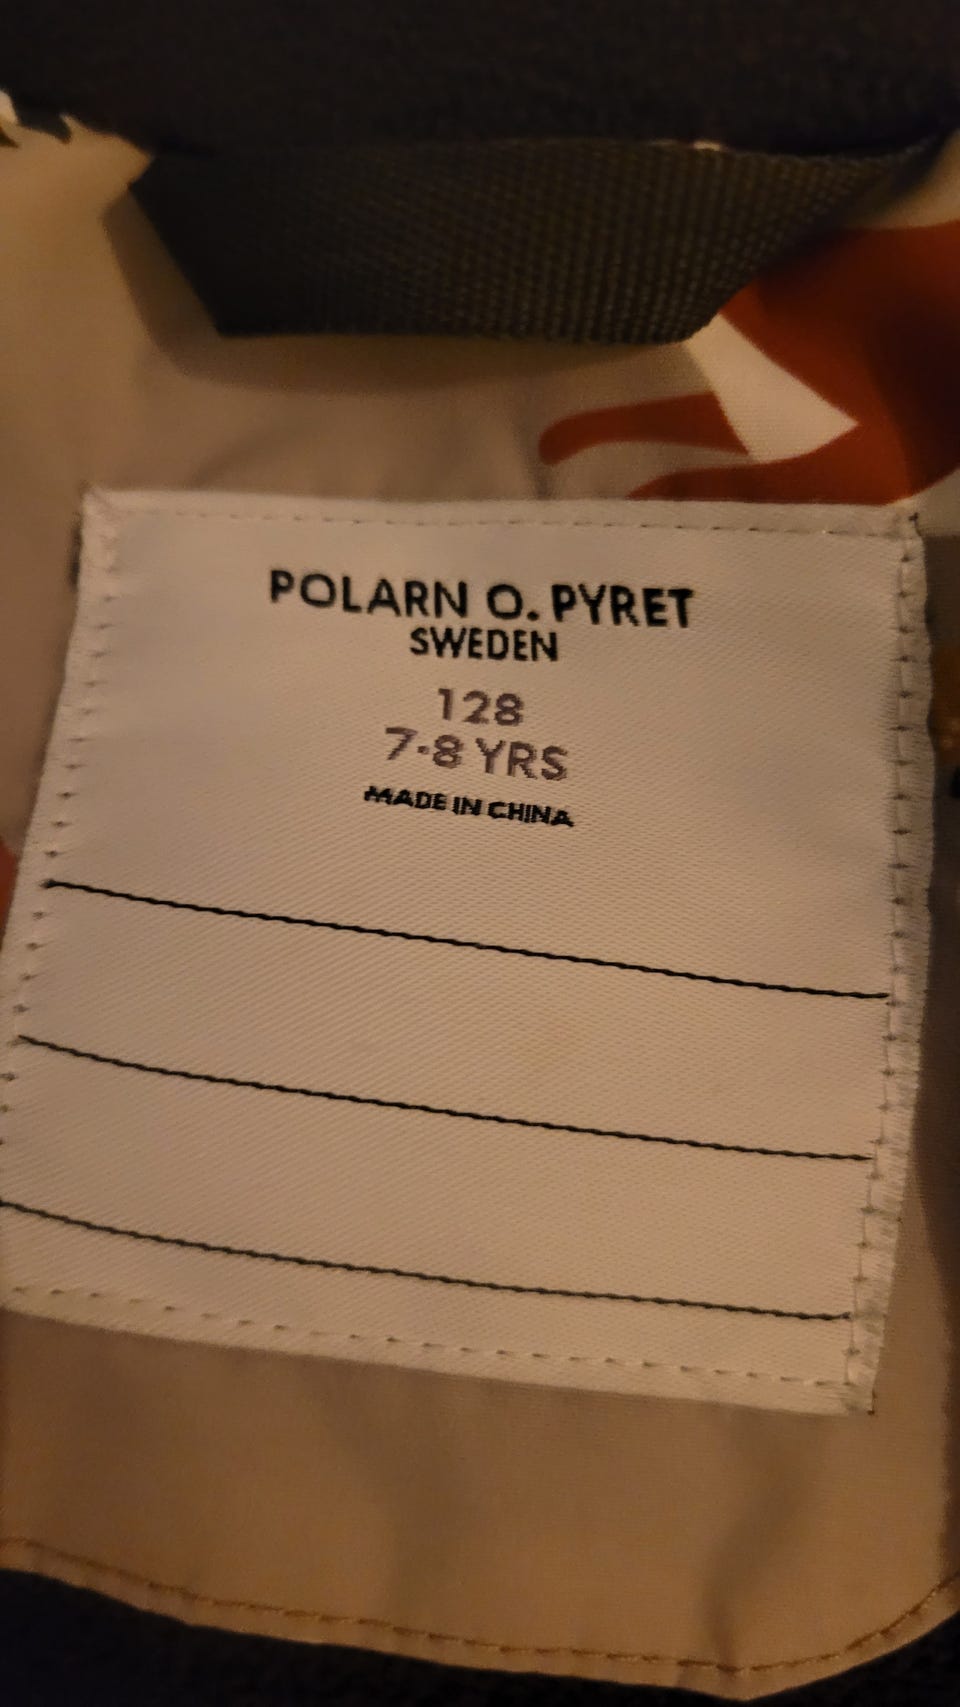 POLARN O. PYRET
SWEDEN
128
7-8 YRS
MADE IN CHINA